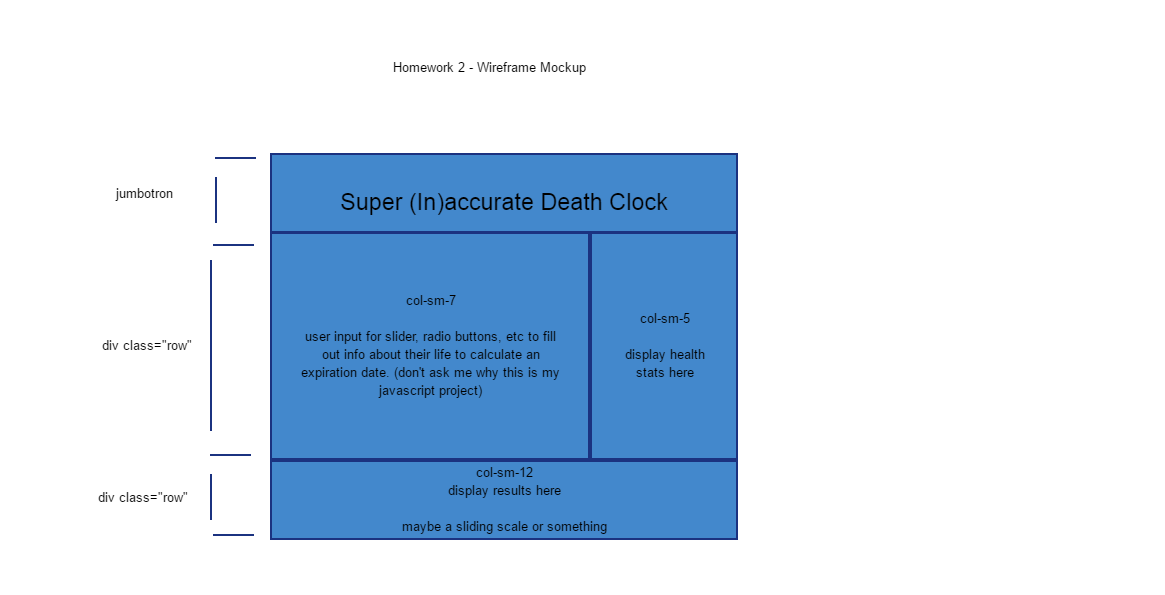 Homework 2 - Wireframe Mockup
jumbotron
Super (In)accurate Death Clock
div class="row"
col-sm-7
user input for slider, radio buttons, etc to fill
out info about their life to calculate an
expiration date. (don't ask me why this is my
javascript project)
col-sm-5
display health
stats here
div class="row"
col-sm-12
display results here
maybe a sliding scale or something